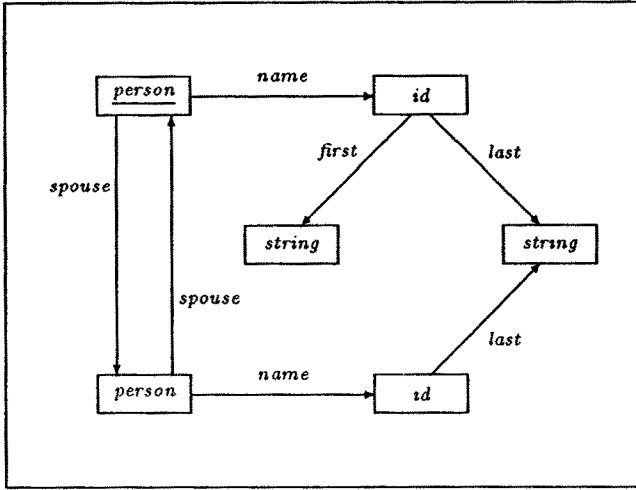 name
person
id
first
last
spouse
string
string
spouse
last
name
person
id